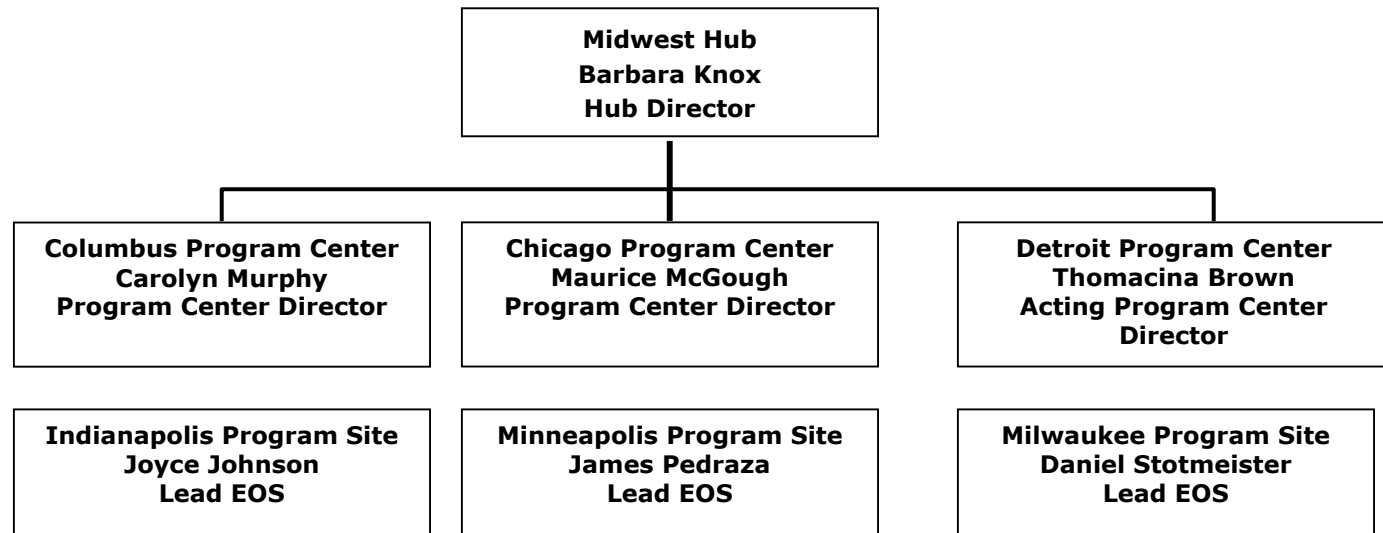 Midwest Hub
Barbara Knox
Hub Director
Columbus Program Center
Carolyn Murphy
Program Center Director
Chicago Program Center
Maurice McGough
Program Center Director
Detroit Program Center
Thomacina Brown
Acting Program Center
Director
Indianapolis Program Site
Joyce Johnson
Lead EOS
Minneapolis Program Site
James Pedraza
Lead EOS
Milwaukee Program Site
Daniel Stotmeister
Lead EOS